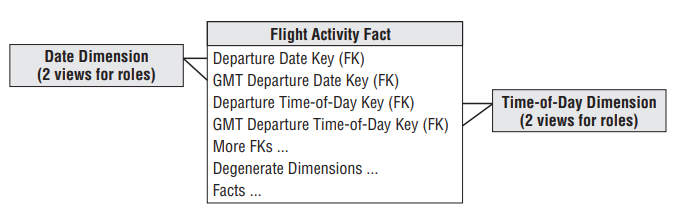 Date Dimension
(2 views for roles)
Flight Activity Fact
Departure Date Key (FK)
GMT Departure Date Key (FK)
Departure Time-of-Day Key (FK)
GMT Departure Time-of-Day Key (FK)
More FKs ...
Degenerate Dimensions ...
Facts ...
Time-of-Day Dimension
(2 views for roles)